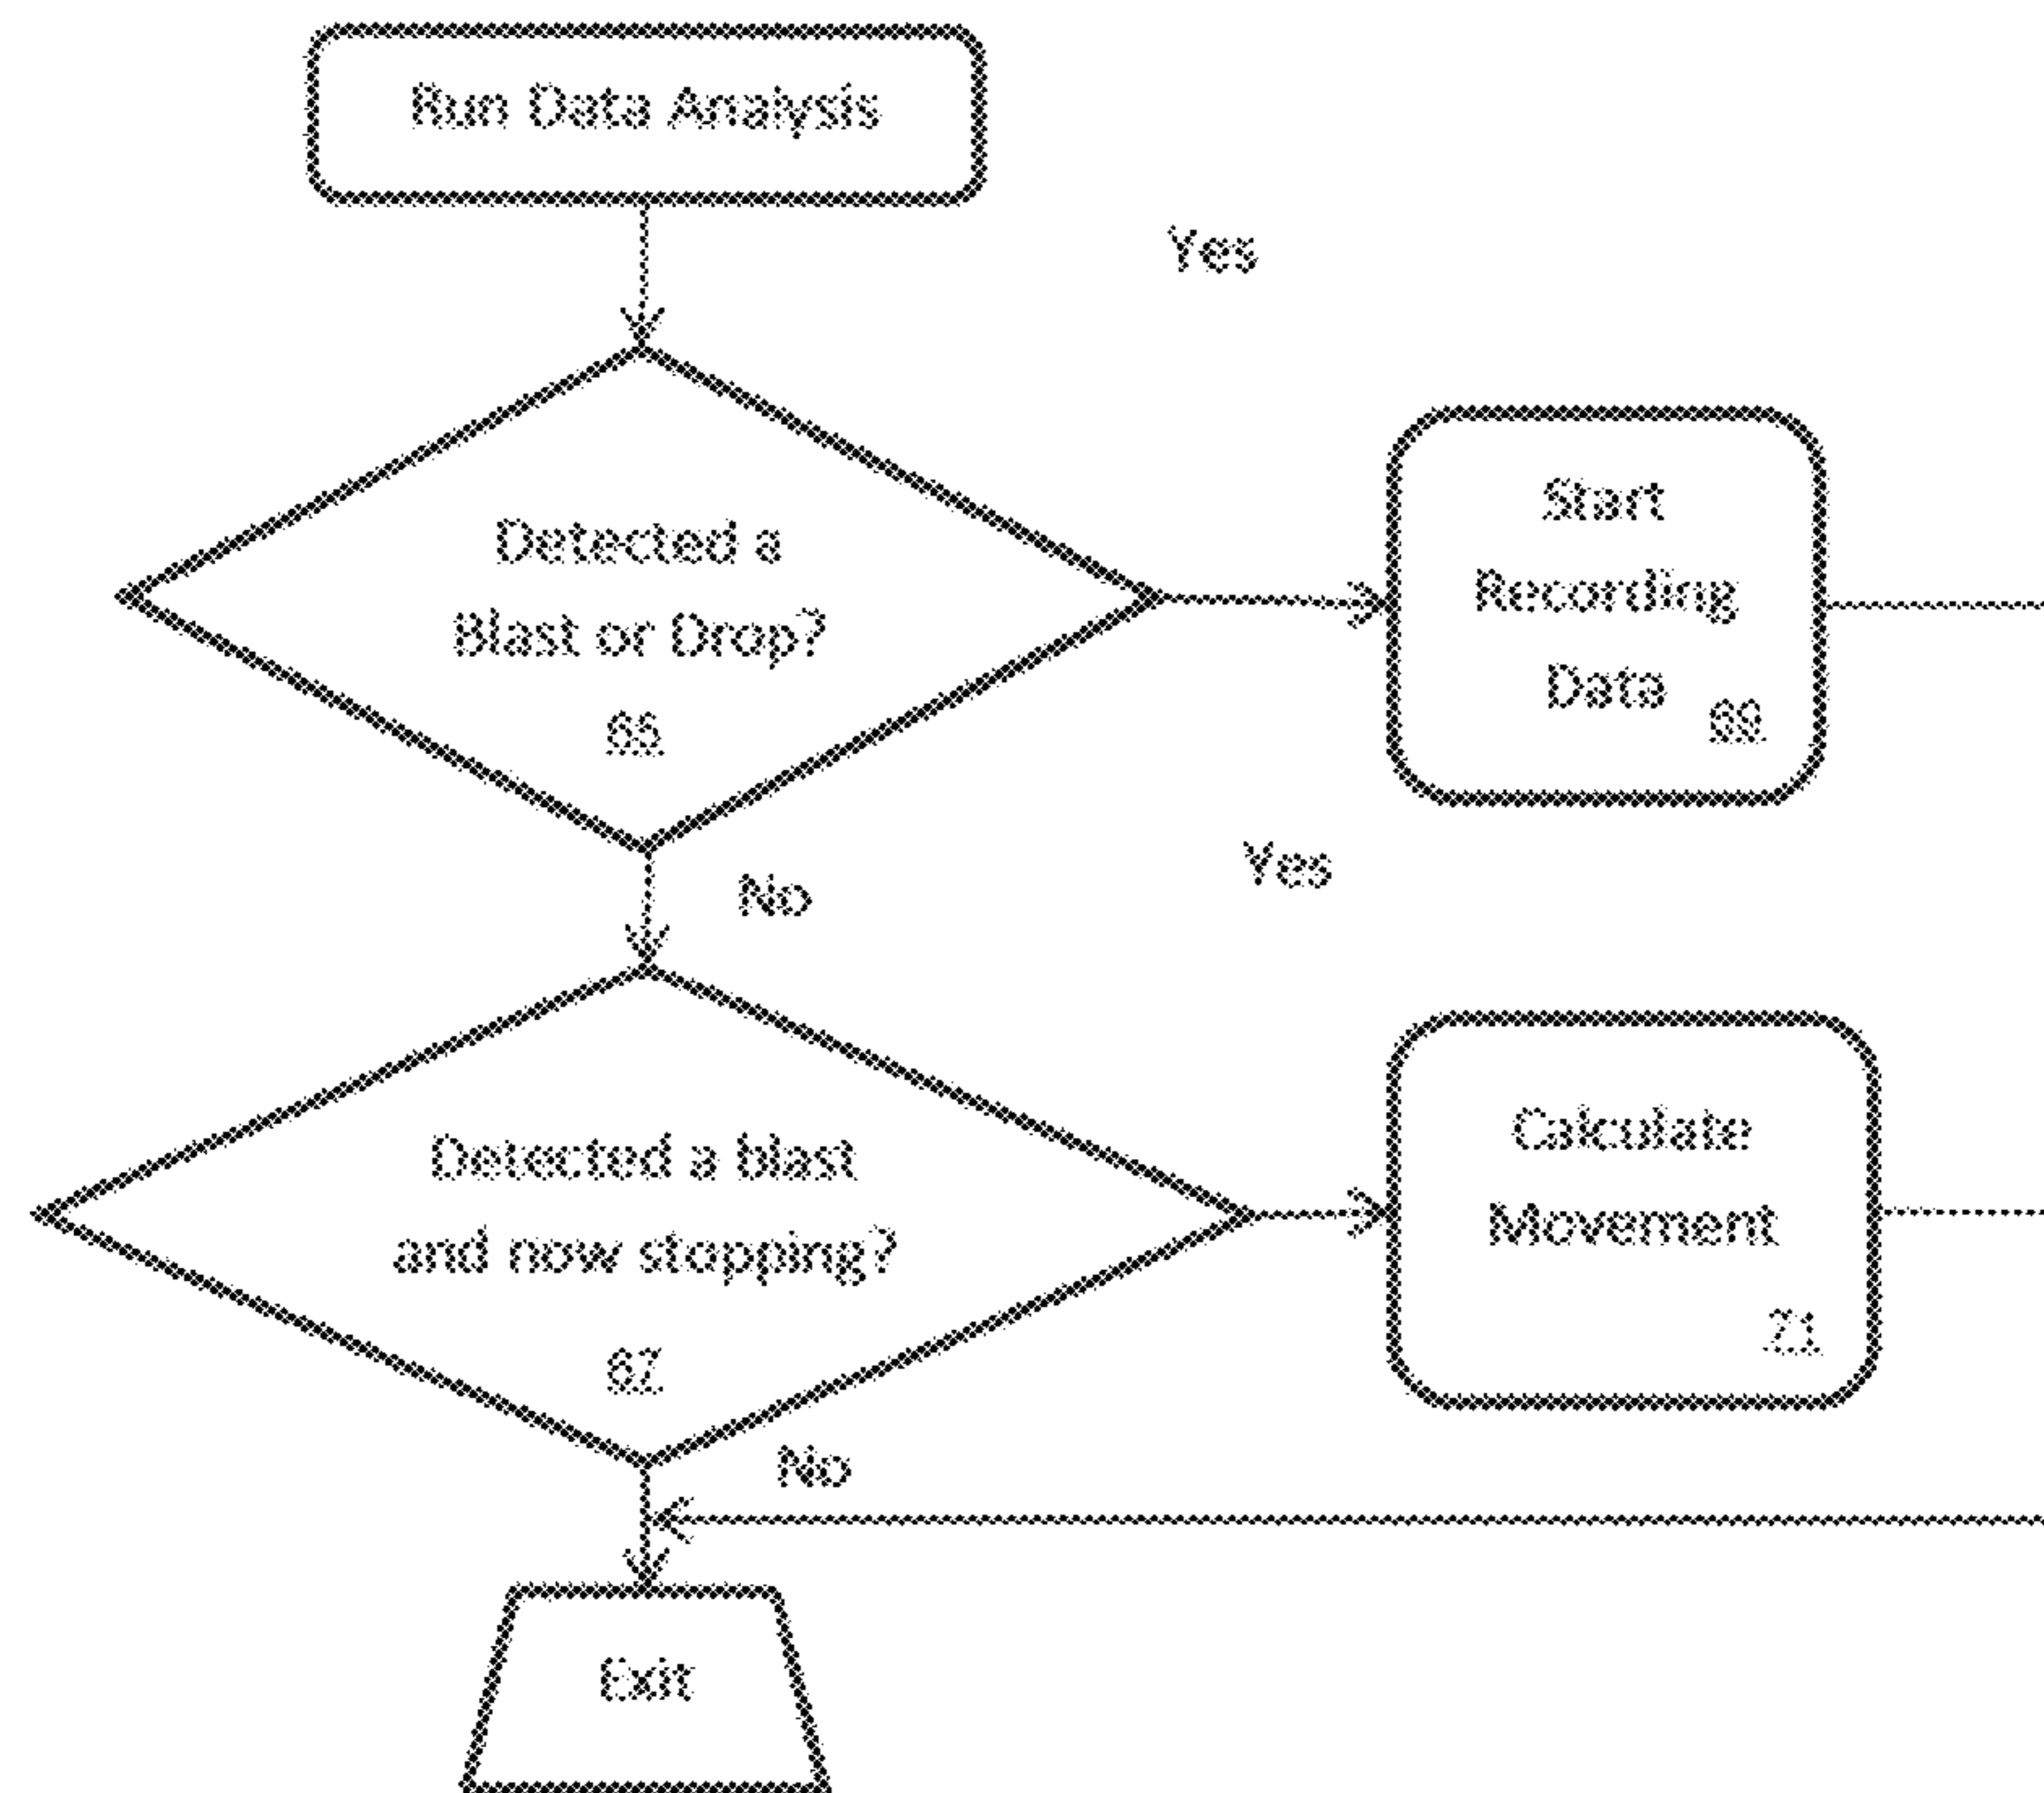 Run Data Analysis
Yes
Detected a
Blast or Drop?
65
Start
Recording
Data
69
No
Yes
Detected a blast
and now stopping?
67
Calculate
Movement
71
No
Exit